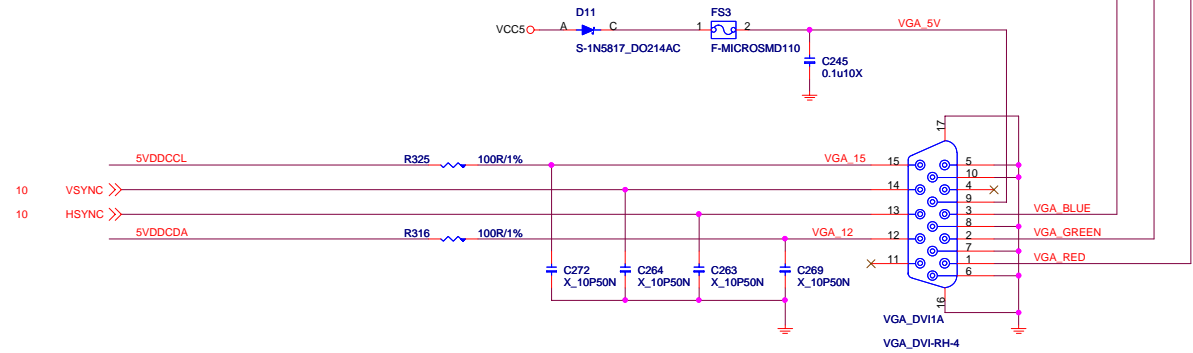 D11
FS3
VCC5
A
C
1
2
VGA_5V
S-1N5817_DO214AC
F-MICROSMD110
C245
0.1u10X
17
5VDDCCL
R325
100R/1%
VGA_15
15
5
10
10
VSYNC
14
4
9
10
HSYNC
13
3
VGA_BLUE
8
5VDDCDA
R316
100R/1%
VGA_12
12
2
VGA_GREEN
7
11
1
VGA_RED
6
C272
X_10P50N
C264
X_10P50N
C263
X_10P50N
C269
X_10P50N
16
VGA_DVI1A
VGA_DVI-RH-4